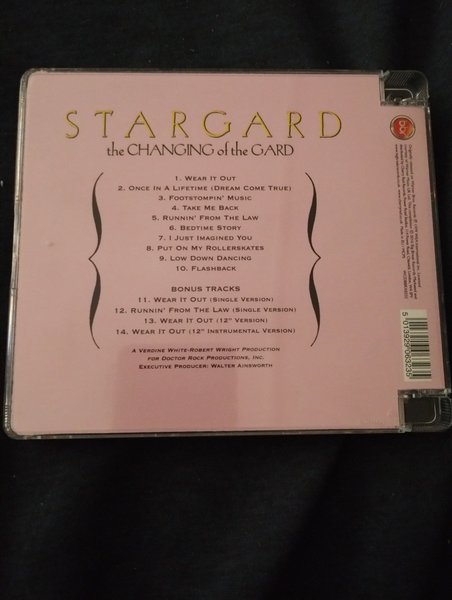 STARGARD
the CHANGING of the GARD
1. Wear It Out
2. Once In A Lifetime (Dream Come True)
3. Footstompin' Music
4. Take Me Back
5. Runnin' From The Law
6. Bedtime Story
7. I Just Imagined You
8. Put On My Rollerskates
9. Low Down Dancing
10. Flashback
Bonus Tracks
11. Wear It Out (Single Version)
12. Runnin' From The Law (Single Version)
13. Wear It Out (12" Version)
14. Wear It Out (12" Instrumental Version)
A Verdine White-Robert Wright Production
for Doctor Rock Productions, Inc.
Executive Producer: Walter Ainsworth
5 013929 063235